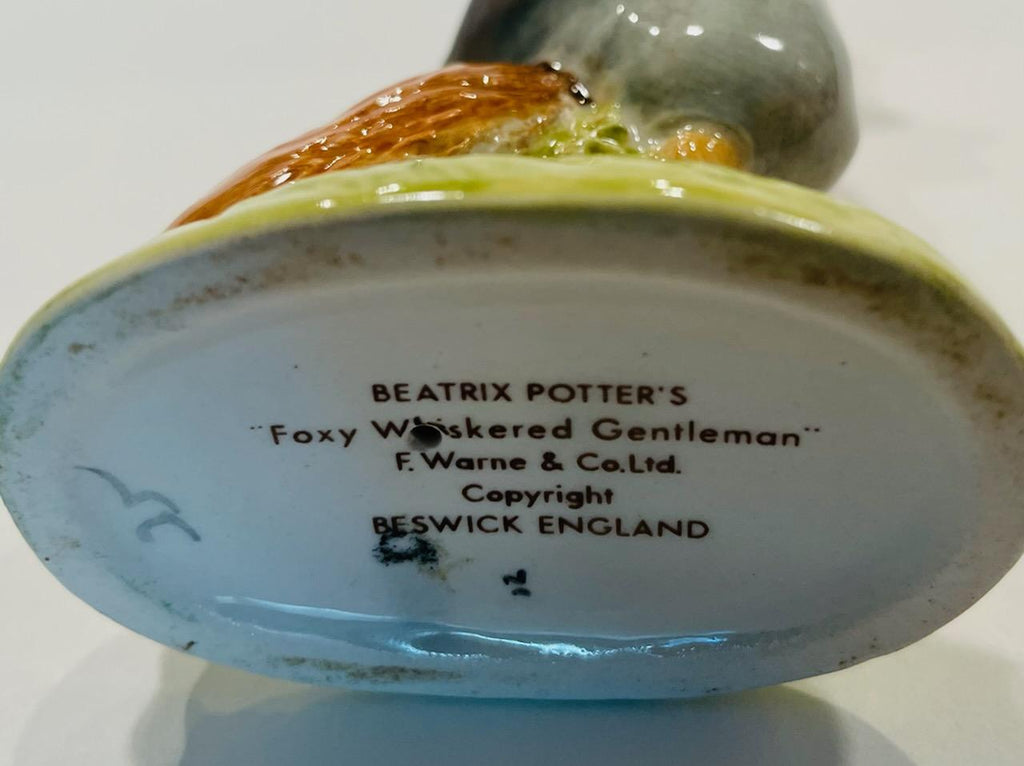 BEATRIX POTTER'S
"Foxy Whiskered Gentleman"
F. Warne & Co.Ltd.
Copyright
BESWICK ENGLAND